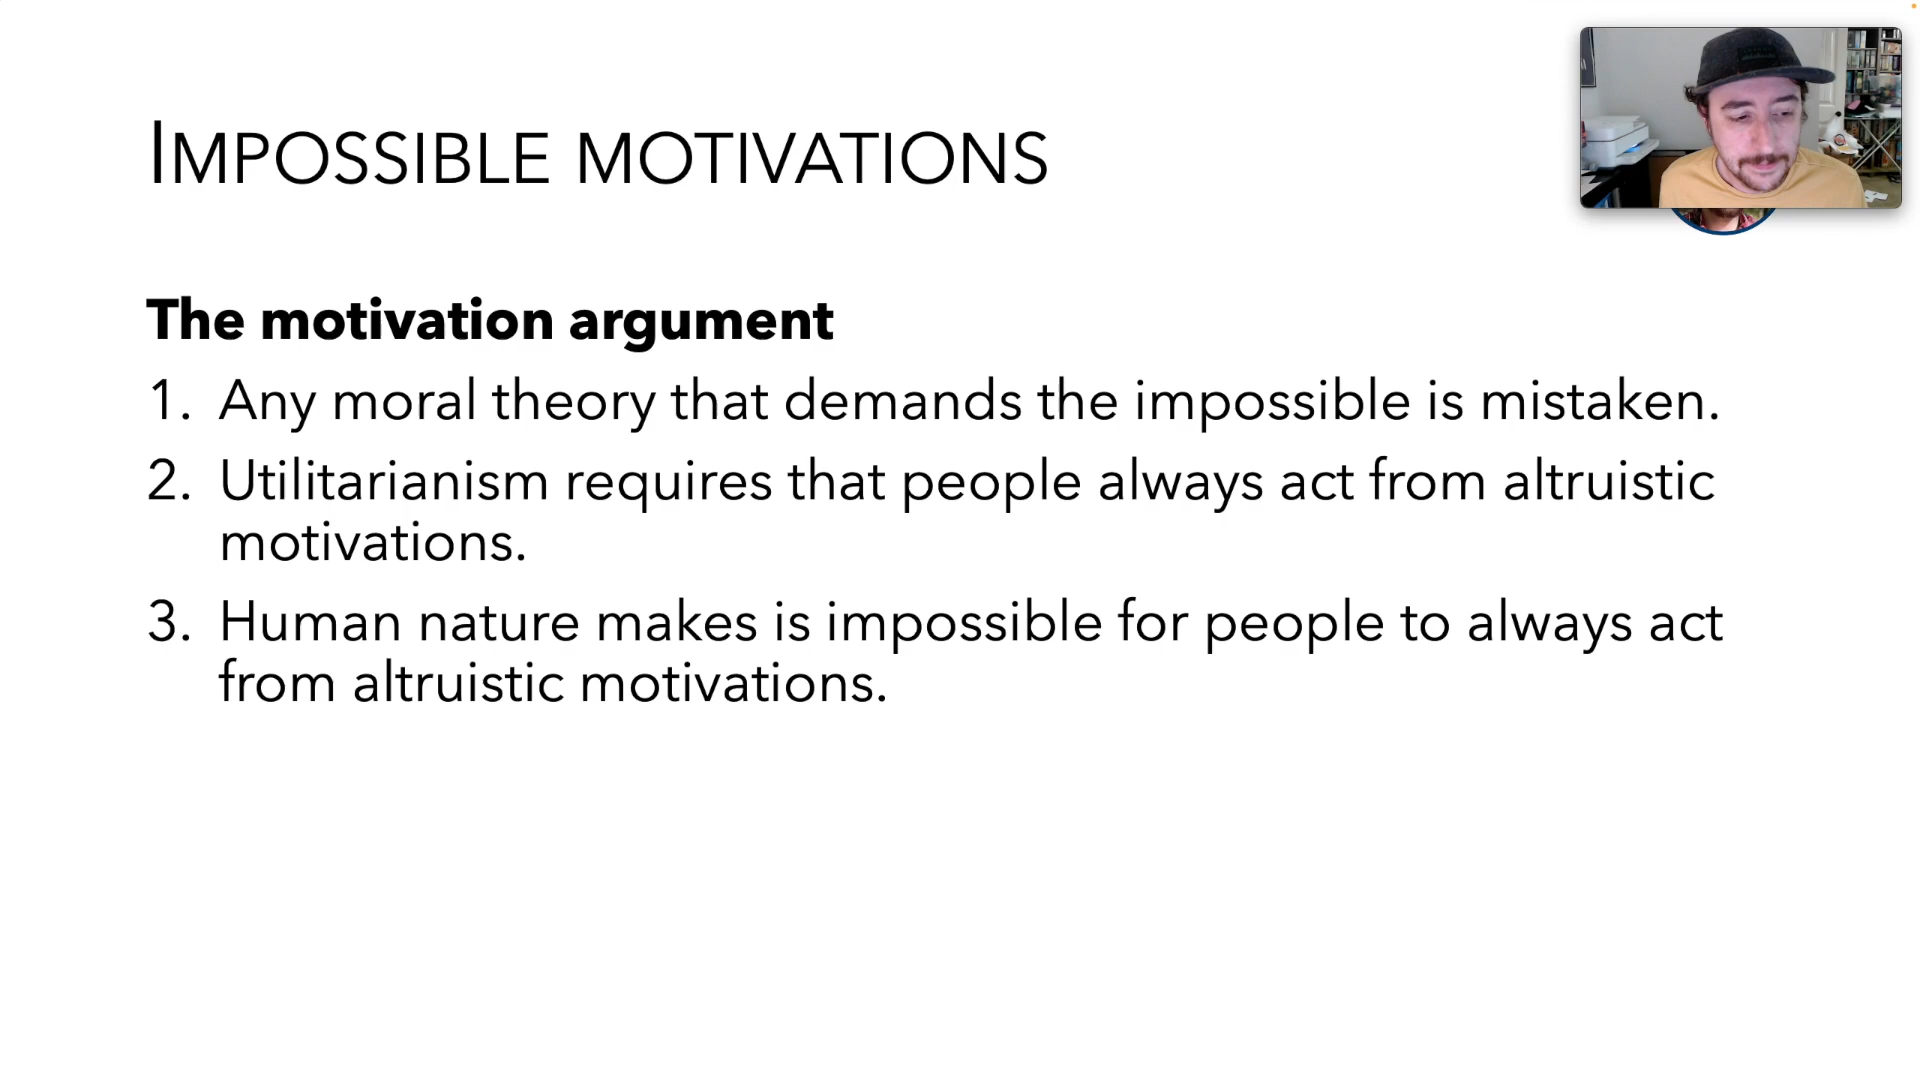 IMPOSSIBLE MOTIVATIONS
The motivation argument
1. Any moral theory that demands the impossible is mistaken.
2. Utilitarianism requires that people always act from altruistic
motivations.
3. Human nature makes is impossible for people to always act
from altruistic motivations.